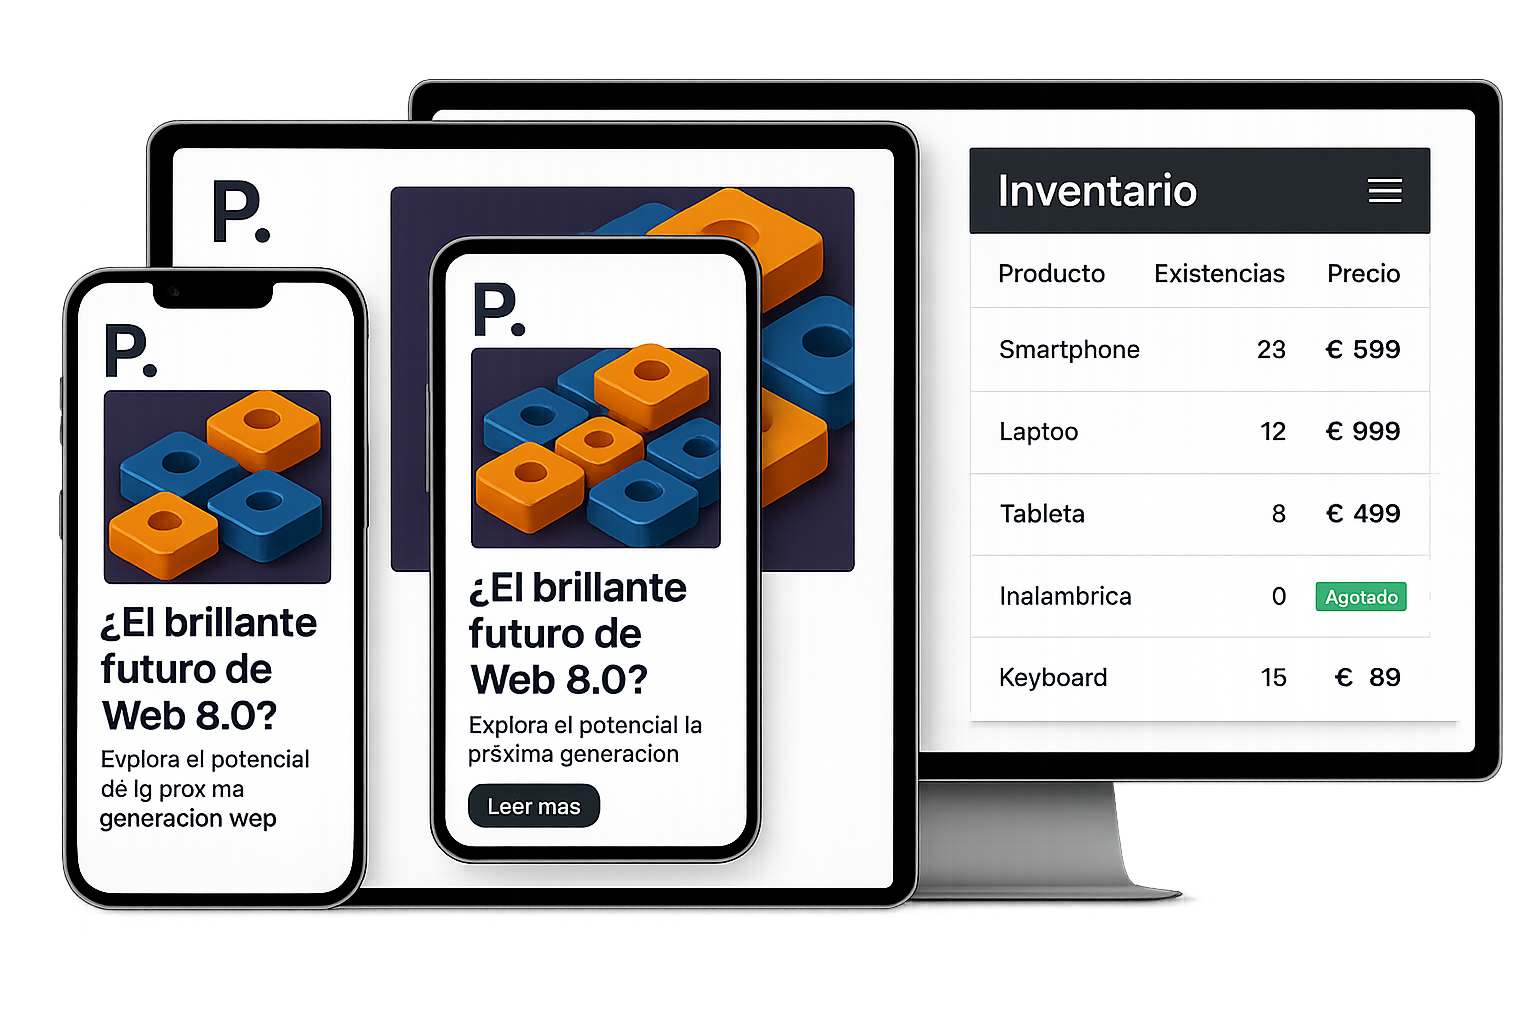 P.
P.
¿El brillante
futuro de
Web 8.0?
Evplora el potencial
dė lg prox ma
generacion wep
P.
¿El brillante
futuro de
Web 8.0?
Explora el potencial la
pršxima generacion
Leer mas
Inventario
Producto Existencias Precio
Smartphone 23 € 599
Laptoo 12 € 999
Tableta 8 € 499
Inalambrica 0 Agotado
Keyboard 15 € 89